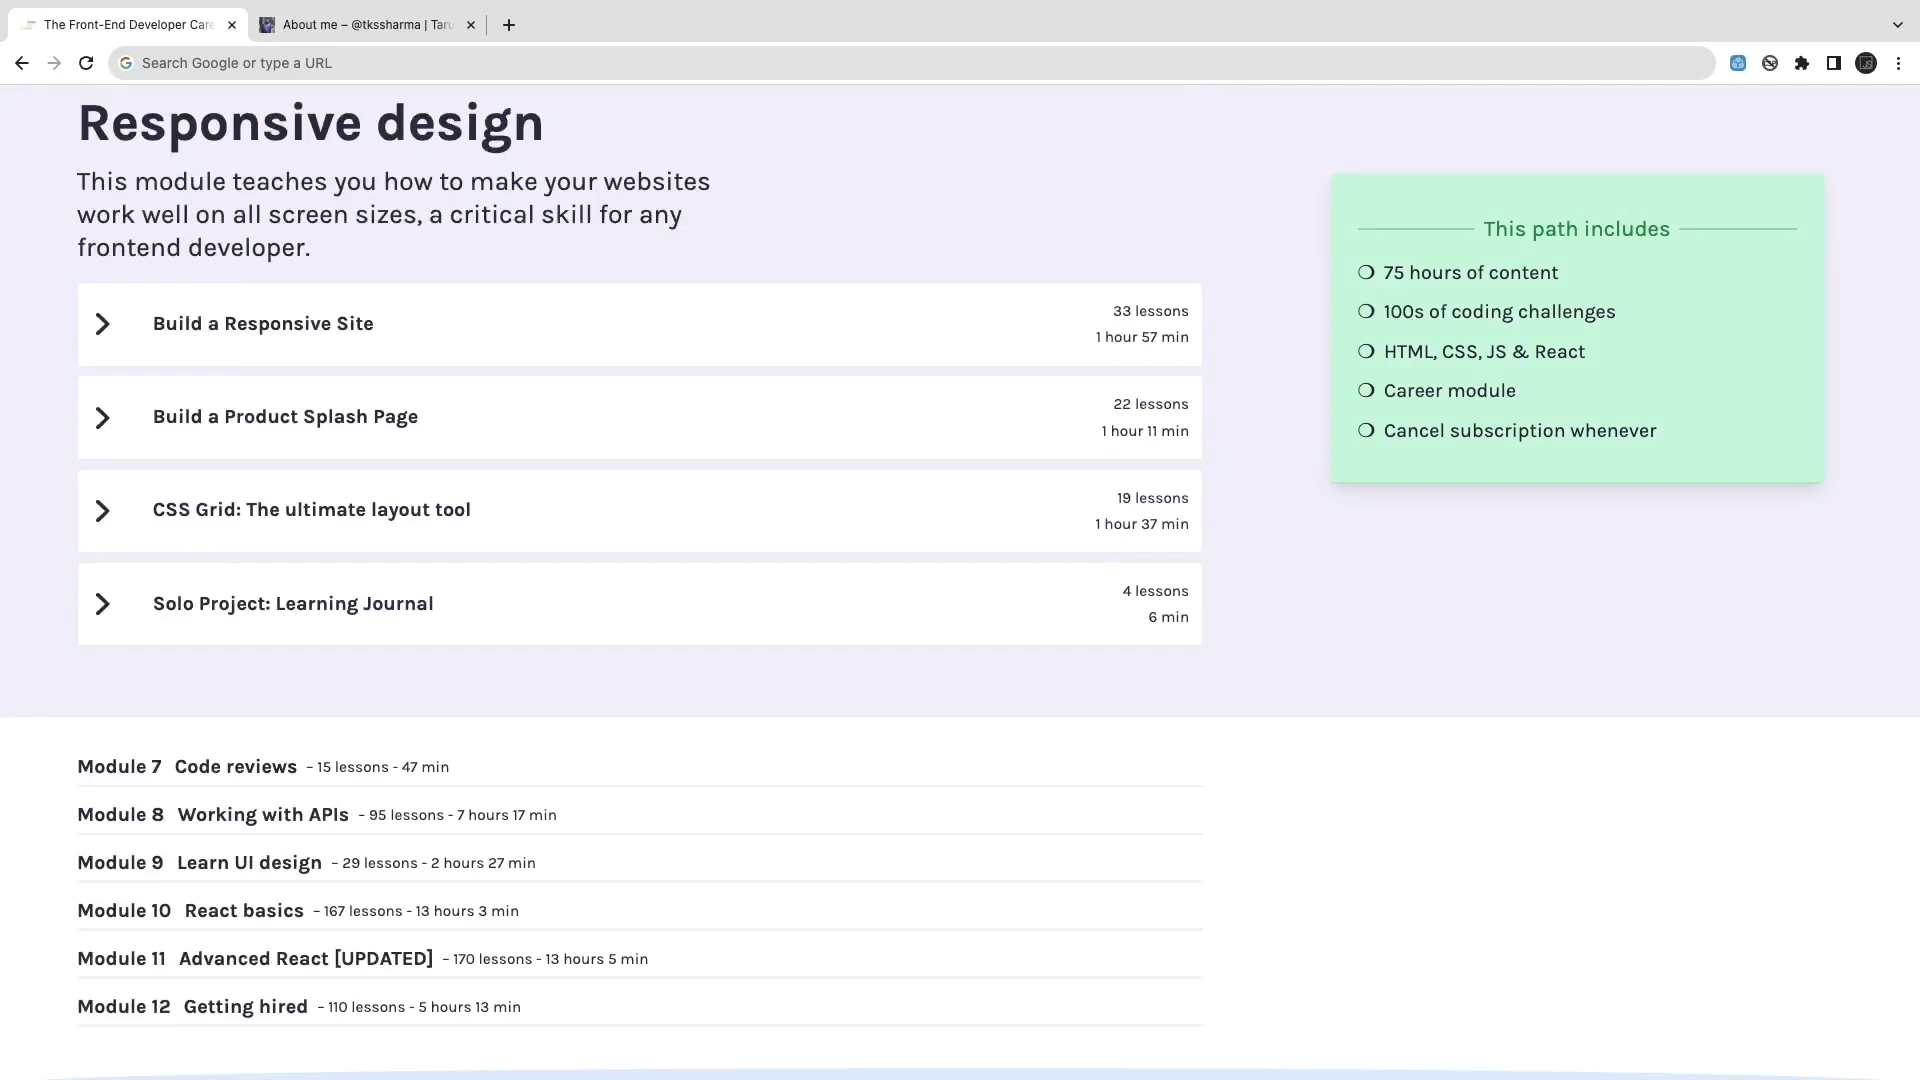 The Front-End Developer Care
About me – @tkssharma | Taru
Search Google or type a URL
Responsive design
This module teaches you how to make your websites
work well on all screen sizes, a critical skill for any
frontend developer.
Build a Responsive Site
33 lessons
1 hour 57 min
Build a Product Splash Page
22 lessons
1 hour 11 min
CSS Grid: The ultimate layout tool
19 lessons
1 hour 37 min
Solo Project: Learning Journal
4 lessons
6 min
This path includes
75 hours of content
100s of coding challenges
HTML, CSS, JS & React
Career module
Cancel subscription whenever
Module 7 Code reviews – 15 lessons - 47 min
Module 8 Working with APIs – 95 lessons - 7 hours 17 min
Module 9 Learn UI design – 29 lessons - 2 hours 27 min
Module 10 React basics – 167 lessons - 13 hours 3 min
Module 11 Advanced React [UPDATED] – 170 lessons - 13 hours 5 min
Module 12 Getting hired – 110 lessons - 5 hours 13 min